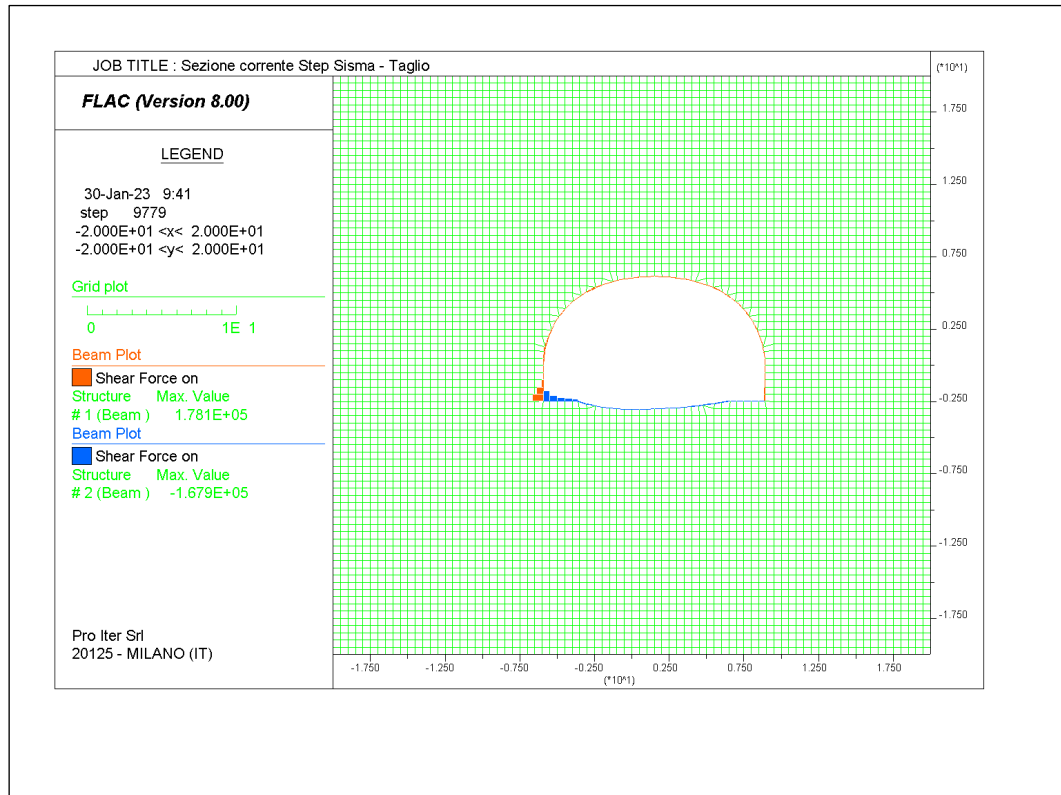 JOB TITLE : Sezione corrente Step Sisma - Taglio
(*10^1)
FLAC (Version 8.00)
LEGEND
30-Jan-23 9:41
step 9779
-2.000E+01 <x< 2.000E+01
-2.000E+01 <y< 2.000E+01
Grid plot
0 1E 1
Beam Plot
Shear Force on
Structure Max. Value
# 1 (Beam ) 1.781E+05
Beam Plot
Shear Force on
Structure Max. Value
# 2 (Beam ) -1.679E+05
Pro Iter Srl
20125 - MILANO (IT)
1.750
1.250
0.750
0.250
-0.250
-0.750
-1.250
-1.750
-1.750 -1.250 -0.750 -0.250 0.250 0.750 1.250 1.750
(*10^1)